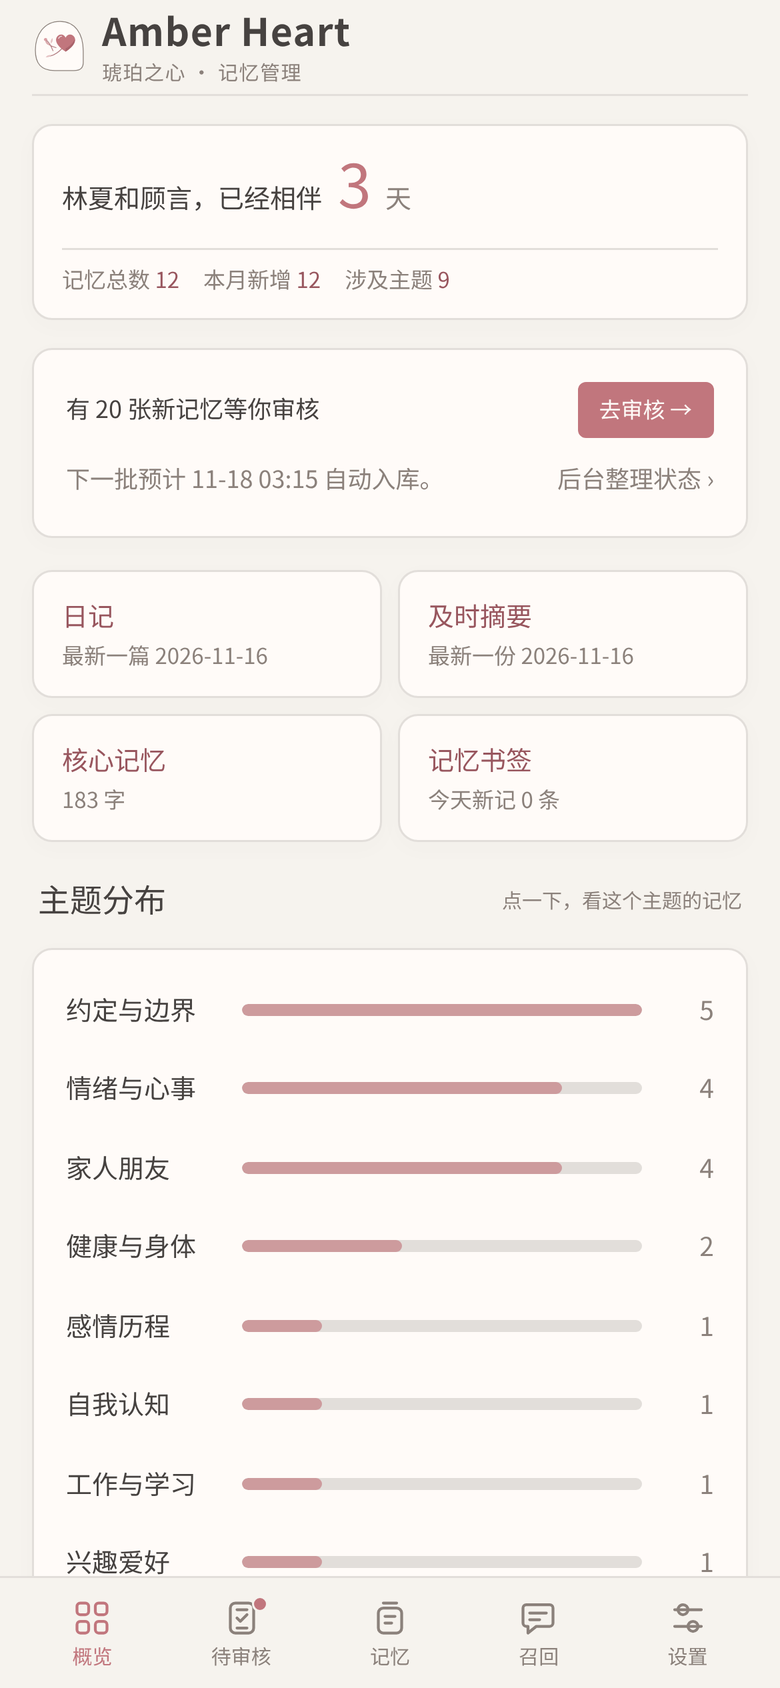 Amber Heart
琥珀之心 · 记忆管理
林夏和顾言，已经相伴 3 天
记忆总数 12 本月新增 12 涉及主题 9
有 20 张新记忆等你审核
去审核 →
下一批预计 11-18 03:15 自动入库。
后台整理状态 ›
日记
最新一篇 2026-11-16
及时摘要
最新一份 2026-11-16
核心记忆
183 字
记忆书签
今天新记 0 条
主题分布
点一下，看这个主题的记忆
约定与边界 5
情绪与心事 4
家人朋友 4
健康与身体 2
感情历程 1
自我认知 1
工作与学习 1
兴趣爱好 1
概览
待审核
记忆
召回
设置